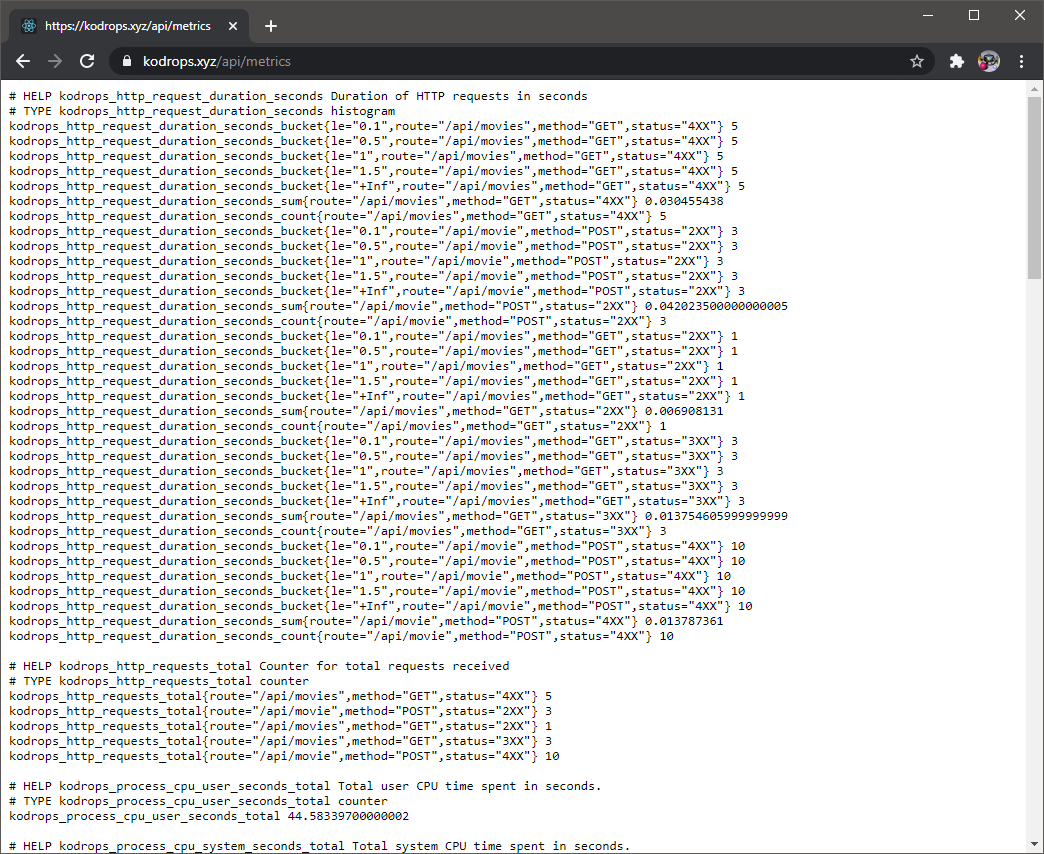 https://kodrops.xyz/api/metrics
kodrops.xyz/api/metrics
# HELP kodrops_http_request_duration_seconds Duration of HTTP requests in seconds
# TYPE kodrops_http_request_duration_seconds histogram
kodrops_http_request_duration_seconds_bucket{le="0.1",route="/api/movies",method="GET",status="4XX"} 5
kodrops_http_request_duration_seconds_bucket{le="0.5",route="/api/movies",method="GET",status="4XX"} 5
kodrops_http_request_duration_seconds_bucket{le="1",route="/api/movies",method="GET",status="4XX"} 5
kodrops_http_request_duration_seconds_bucket{le="1.5",route="/api/movies",method="GET",status="4XX"} 5
kodrops_http_request_duration_seconds_bucket{le="+Inf",route="/api/movies",method="GET",status="4XX"} 5
kodrops_http_request_duration_seconds_sum{route="/api/movies",method="GET",status="4XX"} 0.030455438
kodrops_http_request_duration_seconds_count{route="/api/movies",method="GET",status="4XX"} 5
kodrops_http_request_duration_seconds_bucket{le="0.1",route="/api/movie",method="POST",status="2XX"} 3
kodrops_http_request_duration_seconds_bucket{le="0.5",route="/api/movie",method="POST",status="2XX"} 3
kodrops_http_request_duration_seconds_bucket{le="1",route="/api/movie",method="POST",status="2XX"} 3
kodrops_http_request_duration_seconds_bucket{le="1.5",route="/api/movie",method="POST",status="2XX"} 3
kodrops_http_request_duration_seconds_bucket{le="+Inf",route="/api/movie",method="POST",status="2XX"} 3
kodrops_http_request_duration_seconds_sum{route="/api/movie",method="POST",status="2XX"} 0.042023500000000005
kodrops_http_request_duration_seconds_count{route="/api/movie",method="POST",status="2XX"} 3
kodrops_http_request_duration_seconds_bucket{le="0.1",route="/api/movies",method="GET",status="2XX"} 1
kodrops_http_request_duration_seconds_bucket{le="0.5",route="/api/movies",method="GET",status="2XX"} 1
kodrops_http_request_duration_seconds_bucket{le="1",route="/api/movies",method="GET",status="2XX"} 1
kodrops_http_request_duration_seconds_bucket{le="1.5",route="/api/movies",method="GET",status="2XX"} 1
kodrops_http_request_duration_seconds_bucket{le="+Inf",route="/api/movies",method="GET",status="2XX"} 1
kodrops_http_request_duration_seconds_sum{route="/api/movies",method="GET",status="2XX"} 0.006908131
kodrops_http_request_duration_seconds_count{route="/api/movies",method="GET",status="2XX"} 1
kodrops_http_request_duration_seconds_bucket{le="0.1",route="/api/movies",method="GET",status="3XX"} 3
kodrops_http_request_duration_seconds_bucket{le="0.5",route="/api/movies",method="GET",status="3XX"} 3
kodrops_http_request_duration_seconds_bucket{le="1",route="/api/movies",method="GET",status="3XX"} 3
kodrops_http_request_duration_seconds_bucket{le="1.5",route="/api/movies",method="GET",status="3XX"} 3
kodrops_http_request_duration_seconds_bucket{le="+Inf",route="/api/movies",method="GET",status="3XX"} 3
kodrops_http_request_duration_seconds_sum{route="/api/movies",method="GET",status="3XX"} 0.013754605999999999
kodrops_http_request_duration_seconds_count{route="/api/movies",method="GET",status="3XX"} 3
kodrops_http_request_duration_seconds_bucket{le="0.1",route="/api/movie",method="POST",status="4XX"} 10
kodrops_http_request_duration_seconds_bucket{le="0.5",route="/api/movie",method="POST",status="4XX"} 10
kodrops_http_request_duration_seconds_bucket{le="1",route="/api/movie",method="POST",status="4XX"} 10
kodrops_http_request_duration_seconds_bucket{le="1.5",route="/api/movie",method="POST",status="4XX"} 10
kodrops_http_request_duration_seconds_bucket{le="+Inf",route="/api/movie",method="POST",status="4XX"} 10
kodrops_http_request_duration_seconds_sum{route="/api/movie",method="POST",status="4XX"} 0.013787361
kodrops_http_request_duration_seconds_count{route="/api/movie",method="POST",status="4XX"} 10
# HELP kodrops_http_requests_total Counter for total requests received
# TYPE kodrops_http_requests_total counter
kodrops_http_requests_total{route="/api/movies",method="GET",status="4XX"} 5
kodrops_http_requests_total{route="/api/movie",method="POST",status="2XX"} 3
kodrops_http_requests_total{route="/api/movies",method="GET",status="2XX"} 1
kodrops_http_requests_total{route="/api/movies",method="GET",status="3XX"} 3
kodrops_http_requests_total{route="/api/movie",method="POST",status="4XX"} 10
# HELP kodrops_process_cpu_user_seconds_total Total user CPU time spent in seconds.
# TYPE kodrops_process_cpu_user_seconds_total counter
kodrops_process_cpu_user_seconds_total 44.58339700000002
# HELP kodrops_process_cpu_system_seconds_total Total system CPU time spent in seconds.